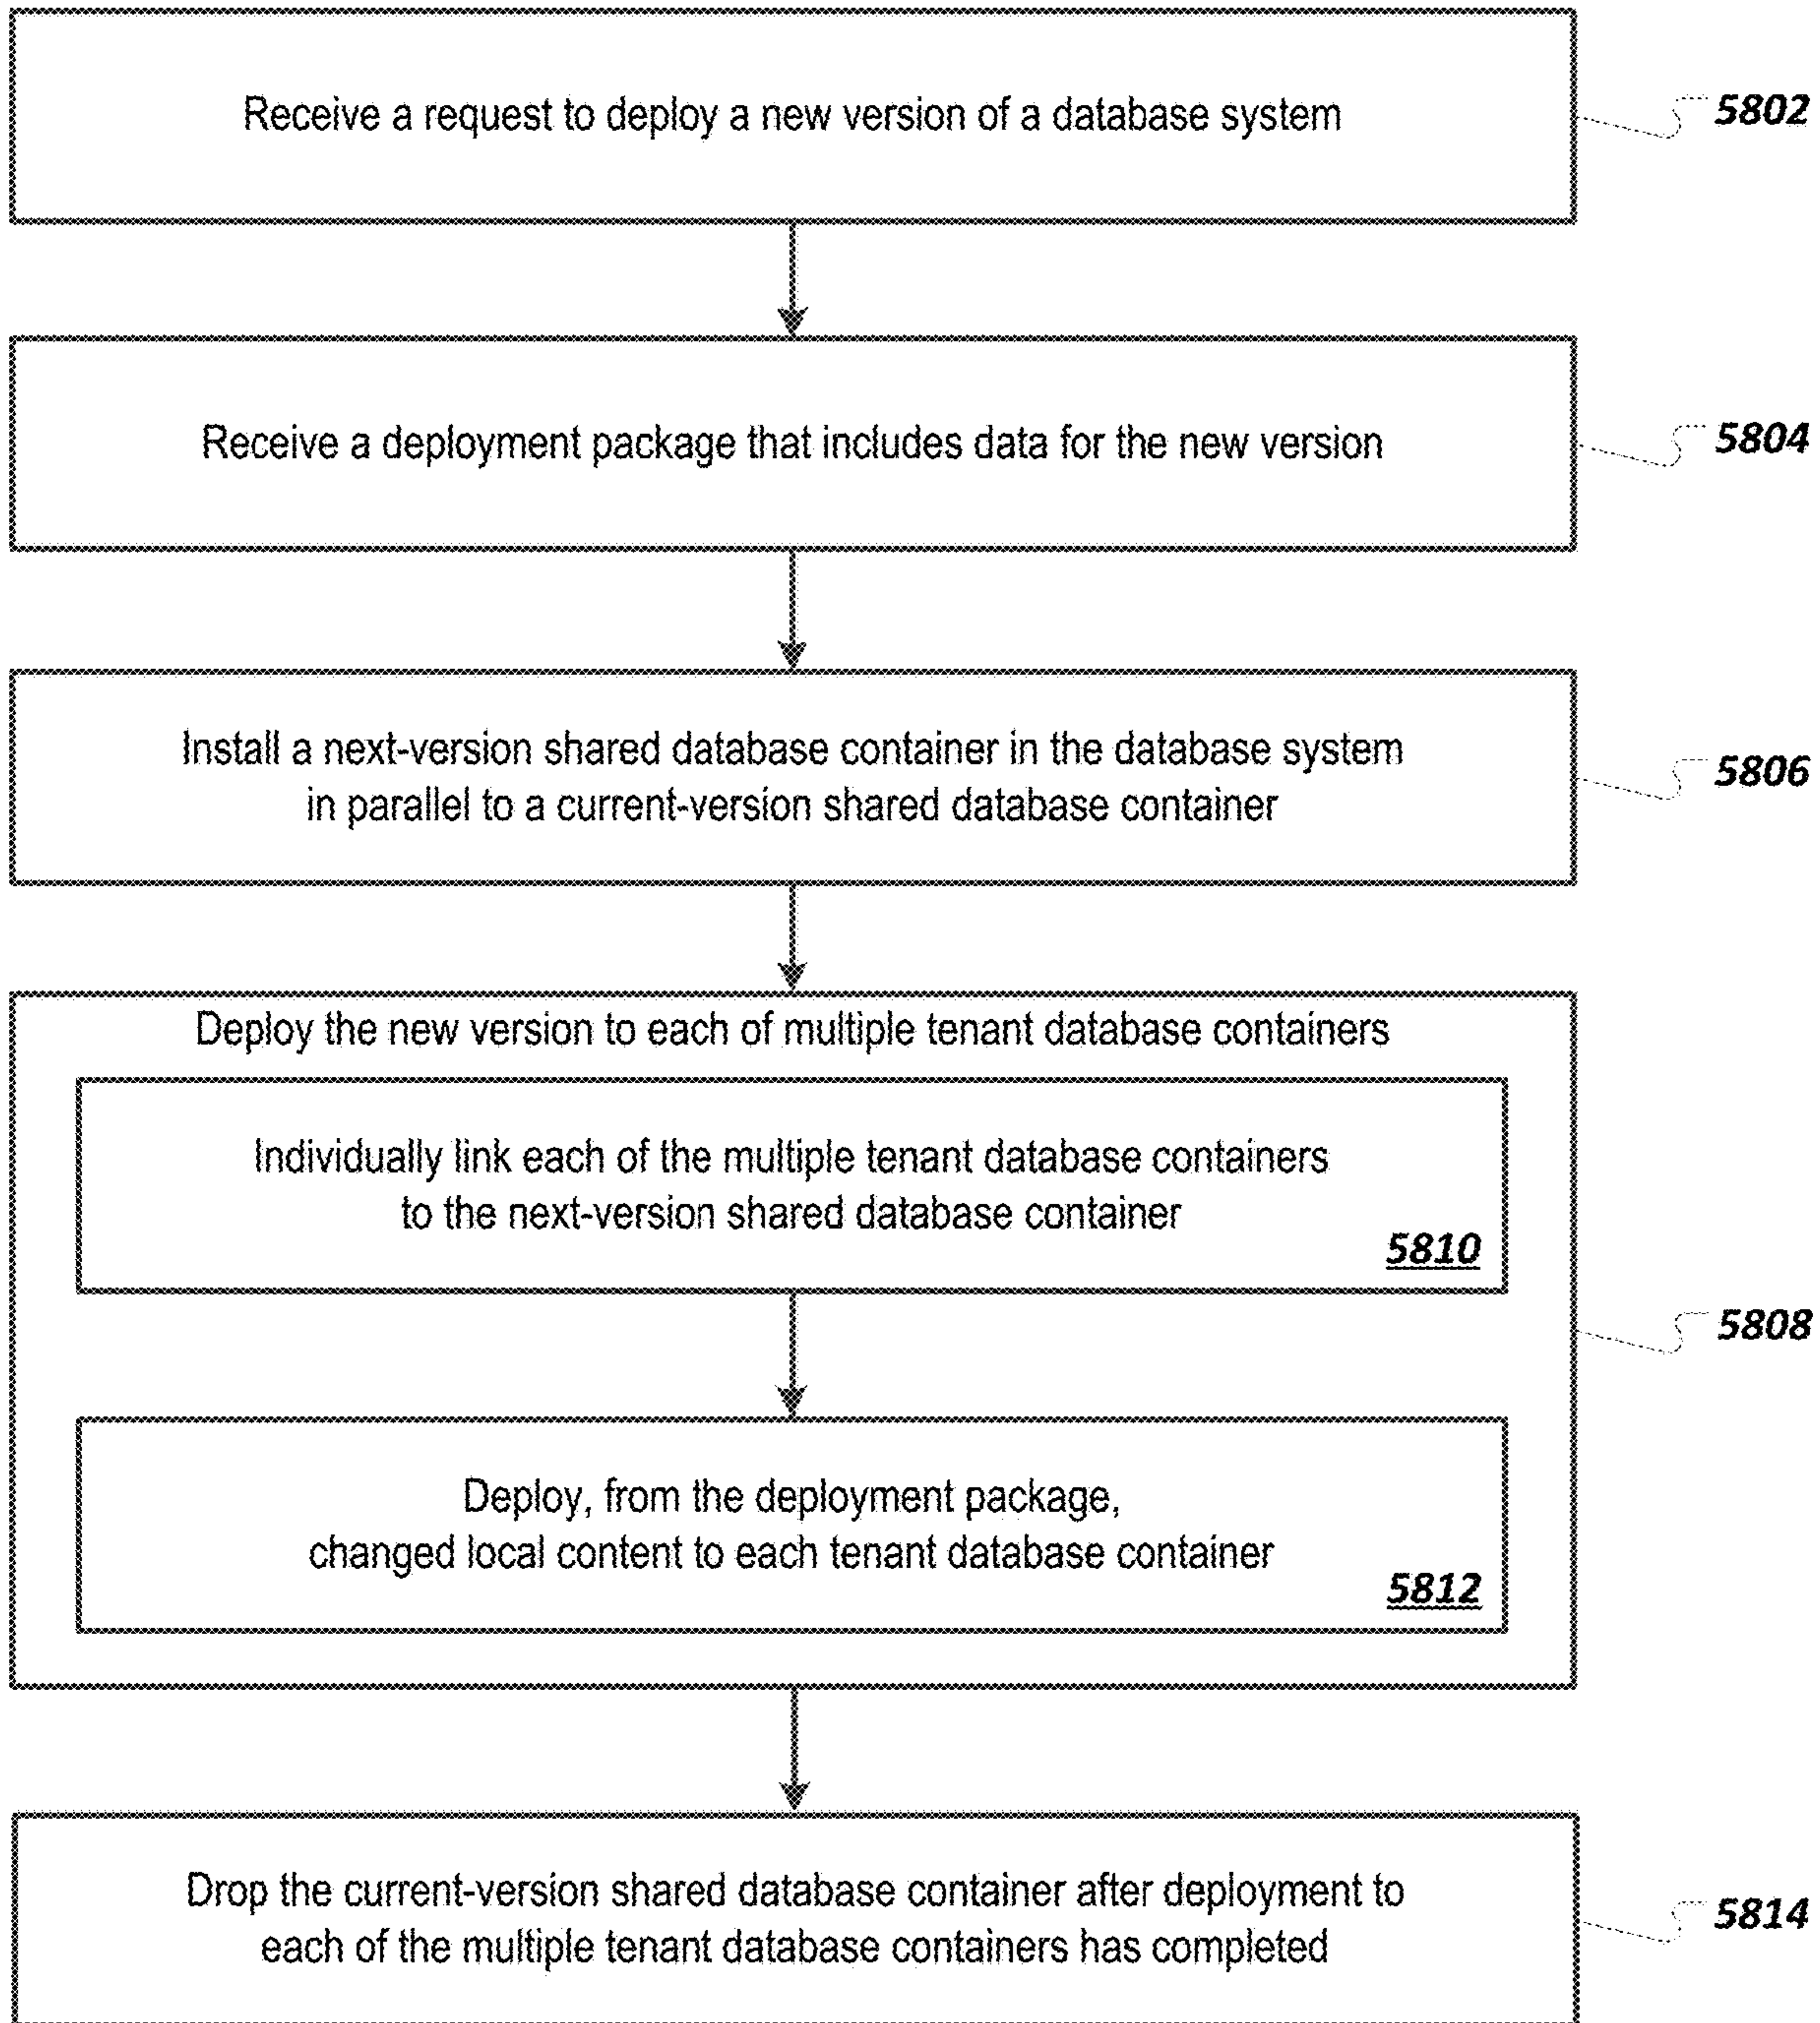 Receive a request to deploy a new version of a database system
5802
Receive a deployment package that includes data for the new version
5804
Install a next-version shared database container in the database system
in parallel to a current-version shared database container
5806
Deploy the new version to each of multiple tenant database containers
Individually link each of the multiple tenant database containers
to the next-version shared database container
5810
5808
Deploy, from the deployment package,
changed local content to each tenant database container
5812
Drop the current-version shared database container after deployment to
each of the multiple tenant database containers has completed
5814